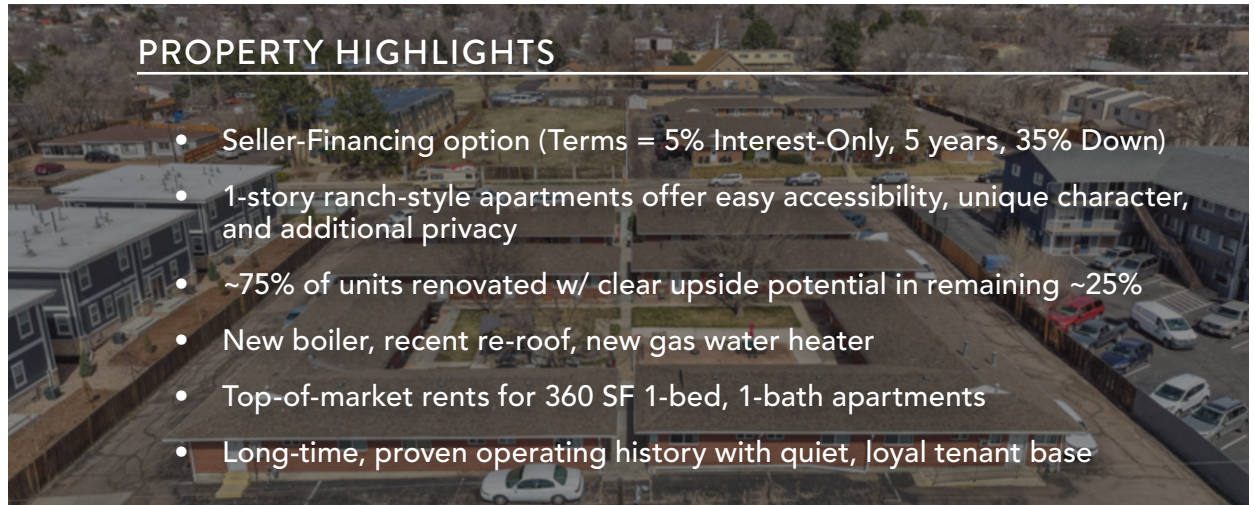 PROPERTY HIGHLIGHTS
• Seller-Financing option (Terms = 5% Interest-Only, 5 years, 35% Down)
• 1-story ranch-style apartments offer easy accessibility, unique character,
and additional privacy
• ~75% of units renovated w/ clear upside potential in remaining ~25%
• New boiler, recent re-roof, new gas water heater
• Top-of-market rents for 360 SF 1-bed, 1-bath apartments
• Long-time, proven operating history with quiet, loyal tenant base